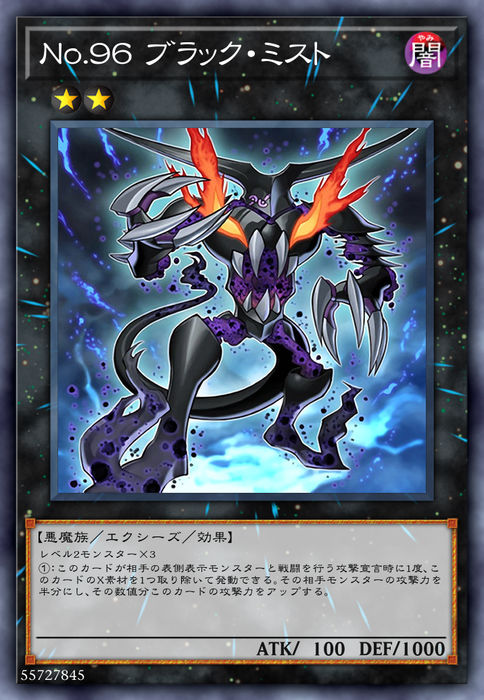 No.96 ブラック・ミスト
やみ
闇
【悪魔族／エクシーズ／効果】
レベル2モンスター×3
①：このカードが相手の表側表示モンスターと戦闘を行う攻撃宣言時に1度、こ
のカードのX素材を1つ取り除いて発動できる。その相手モンスターの攻撃力を
半分にし、その数値分このカードの攻撃力をアップする。
ATK/ 100 DEF/1000
55727845